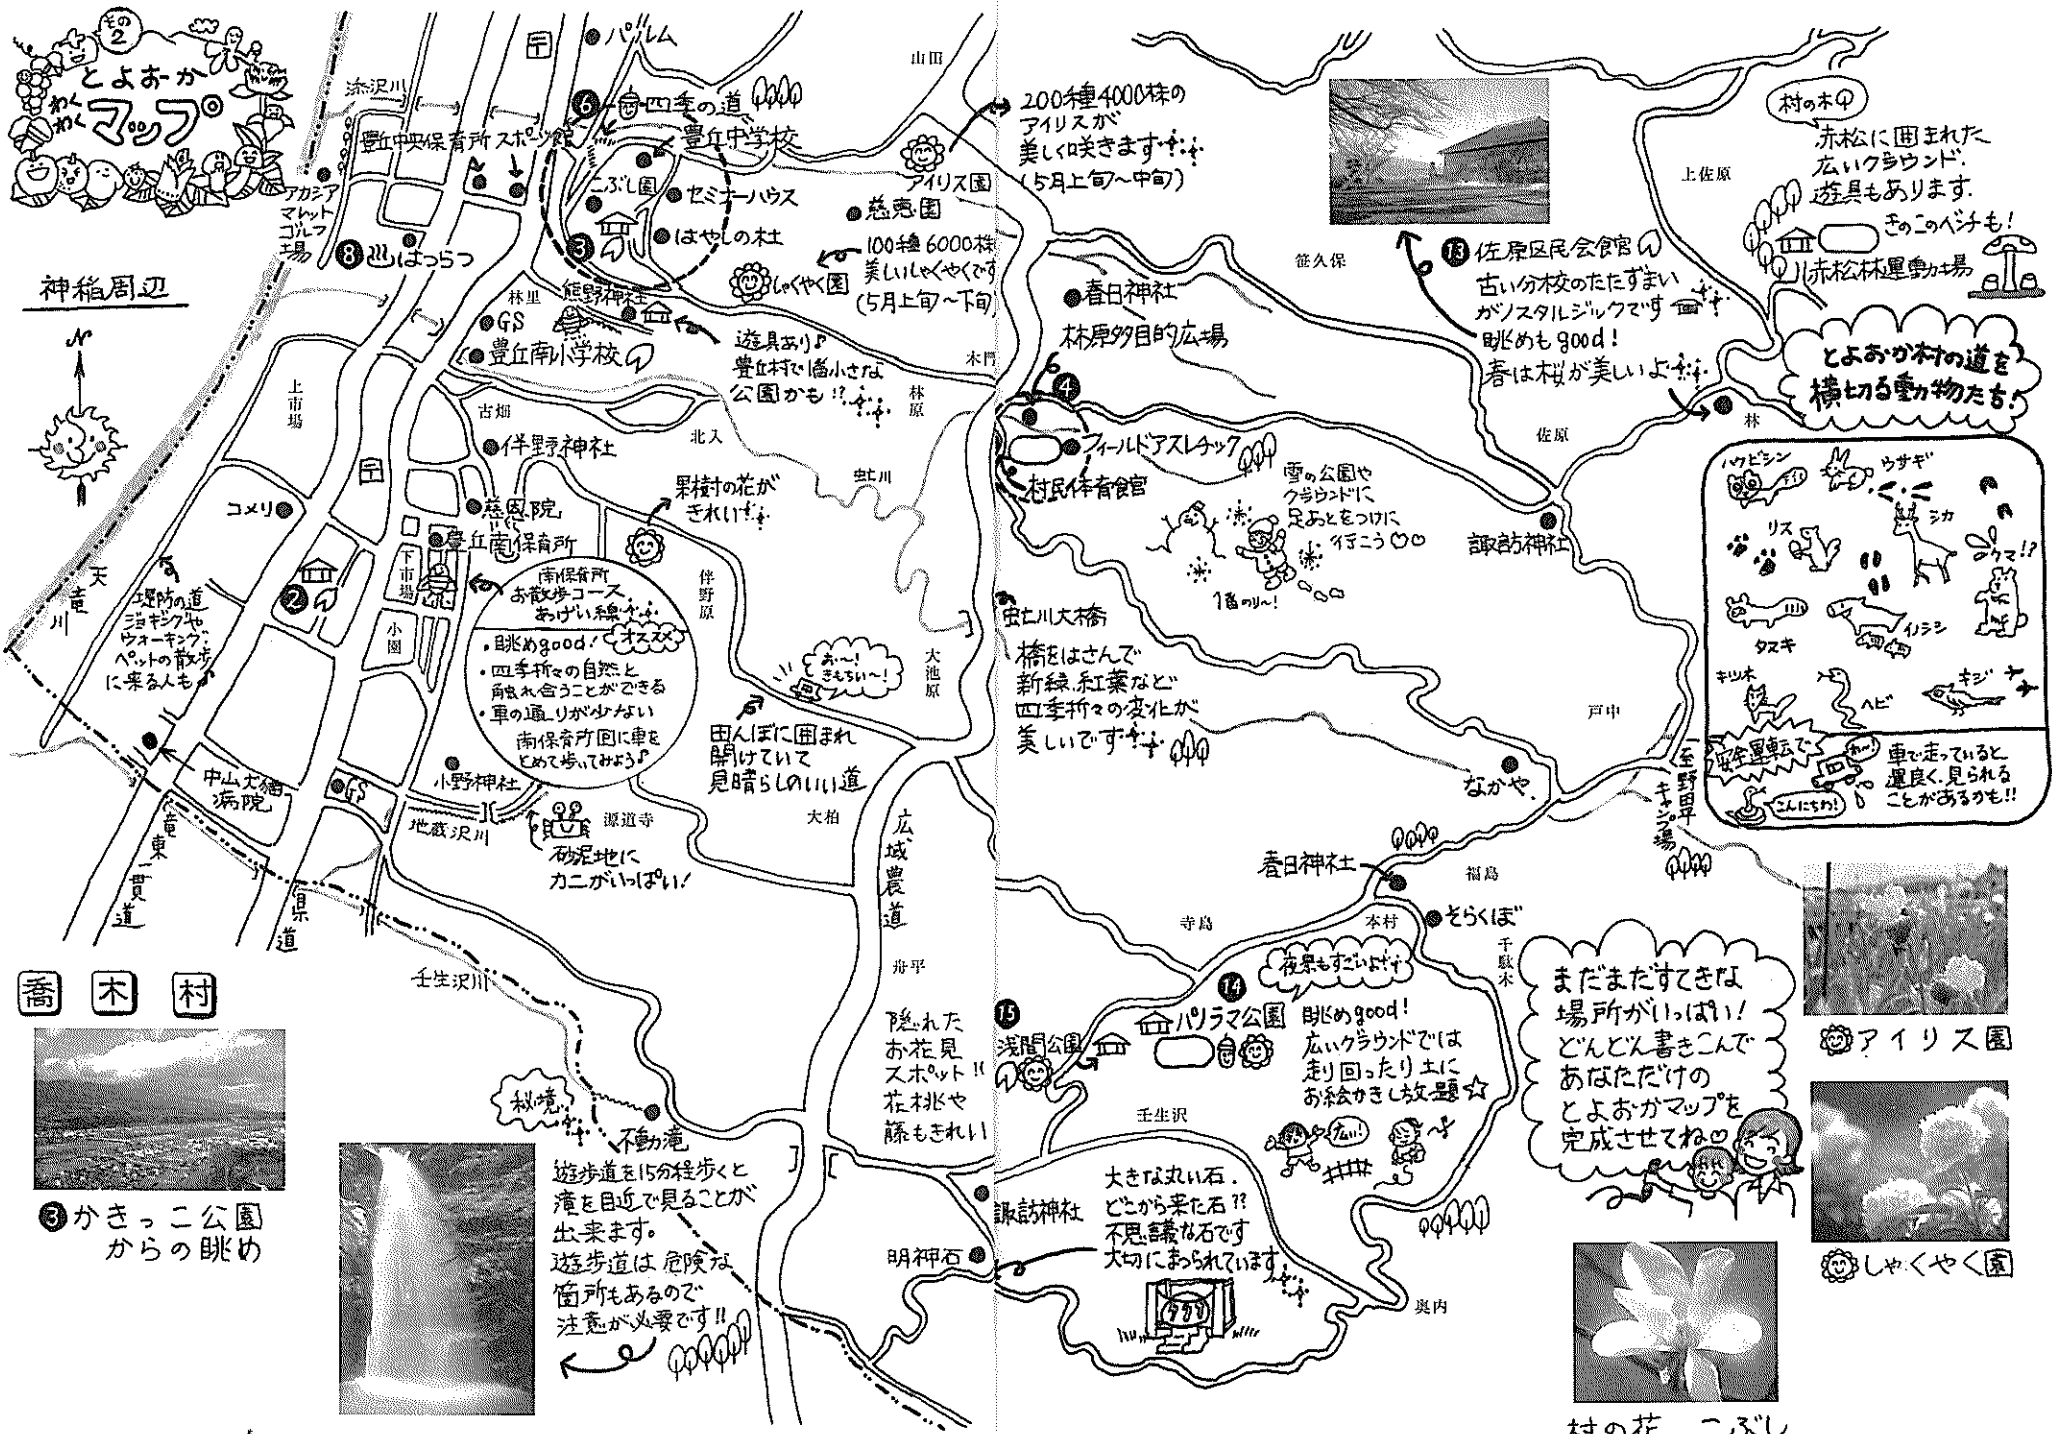 その2
とよおか
わくわく
マップ
神稲周辺
N
パルム
山田
添沢川
〒
❻
四季の道
豊丘中央保育所
スポーツ館
豊丘中学校
こぶし園
セミナーハウス
はやしの杜
❸
アカシア
マレット
ゴルフ
場
❽
はつらつ
アイリス園
200種4000株の
アイリスが
美しく咲きます
(5月上旬〜中旬)
慈恵園
100種6000株
美しいしゃくやくです
(5月上旬〜下旬)
しゃくやく園
林里
熊野神社
GS
豊丘南小学校
遊具あり♪
豊丘村で1番小さな
公園かも!?
木門
林原
上市場
古畑
北入
虻川
伴野神社
〒
コメリ
慈恩院
豊丘南保育所
下市場
果樹の花が
きれい!
❷
小園
伴野原
天竜川
堤防の道
ジョギングや
ウォーキング
ペットの散歩
に来る人も♪
南保育所
お散歩コース
あっげい線
オススメ
・眺めgood!
・四季折々の自然と
触れ合うことができる
・車の通りが少ない
南保育所回に車を
とめて歩いてみよう♪
お〜!
きもちい〜!
大池原
田んぼに囲まれ
開けていて
見晴らしのいい道
中山犬猫
病院
GS
小野神社
地蔵沢川
源道寺
大柏
砂泥地に
カニがいっぱい!
竜東一貫道
県道
広域農道
壬生沢川
舟平
喬木村
❸かきっこ公園
からの眺め
秘境
不動滝
遊歩道を15分程歩くと
滝を目近で見ることが
出来ます。
遊歩道は危険な
箇所もあるので
注意が必要です!!
隠れた
お花見
スポット!!
花桃や
藤もきれい
春日神社
林原多目的広場
❹
フィールドアスレチック
村民体育館
笹久保
雪の公園や
グラウンドに
足あとをつけに
行こう♡♡
1番のり〜!
虻川大橋
橋をはさんで
新緑、紅葉など
四季折々の変化が
美しいです
⓭佐原区民会館
古い分校のたたずまい
がノスタルジックです
眺めもgood!
春は桜が美しいよ
村の木
赤松に囲まれた
広いグラウンド.
遊具もあります.
きのこのベンチも!
赤松林運動場
上佐原
佐原
林
諏訪神社
とよおか村の道を
横切る動物たち!
ハクビシン
ウサギ
リス
シカ
クマ!?
タヌキ
イノシシ
キツネ
ヘビ
キジ
安全運転で
わ〜!
こんにちわ!
車で走っていると
運良く、見られる
ことがあるのも!!
戸中
なかや
至野田平
キャンプ場
春日神社
福島
そらくぼ
寺島
本村
千駄木
夜景もすごいよ!
⓮
パノラマ公園
眺めgood!
広いグラウンドでは
走り回ったり土に
お絵かきし放題☆
広い!
⓯
浅間公園
壬生沢
諏訪神社
明神石
大きな丸い石.
どこから来た石??
不思議な石です
大切にまつられています
奥内
まだまだすてきな
場所がいっぱい!
どんどん書きこんで
あなただけの
とよおかマップを
完成させてね♡
アイリス園
しゃくやく園
村の花 こぶし